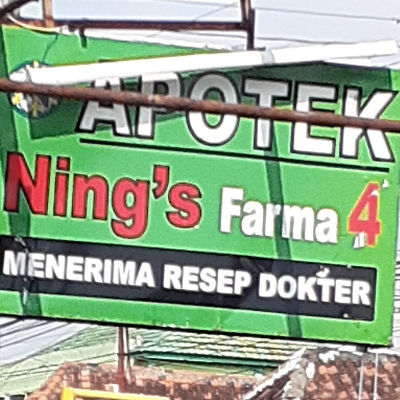 APOTEK
Ning's Farma 4
MENERIMA RESEP DOKTER